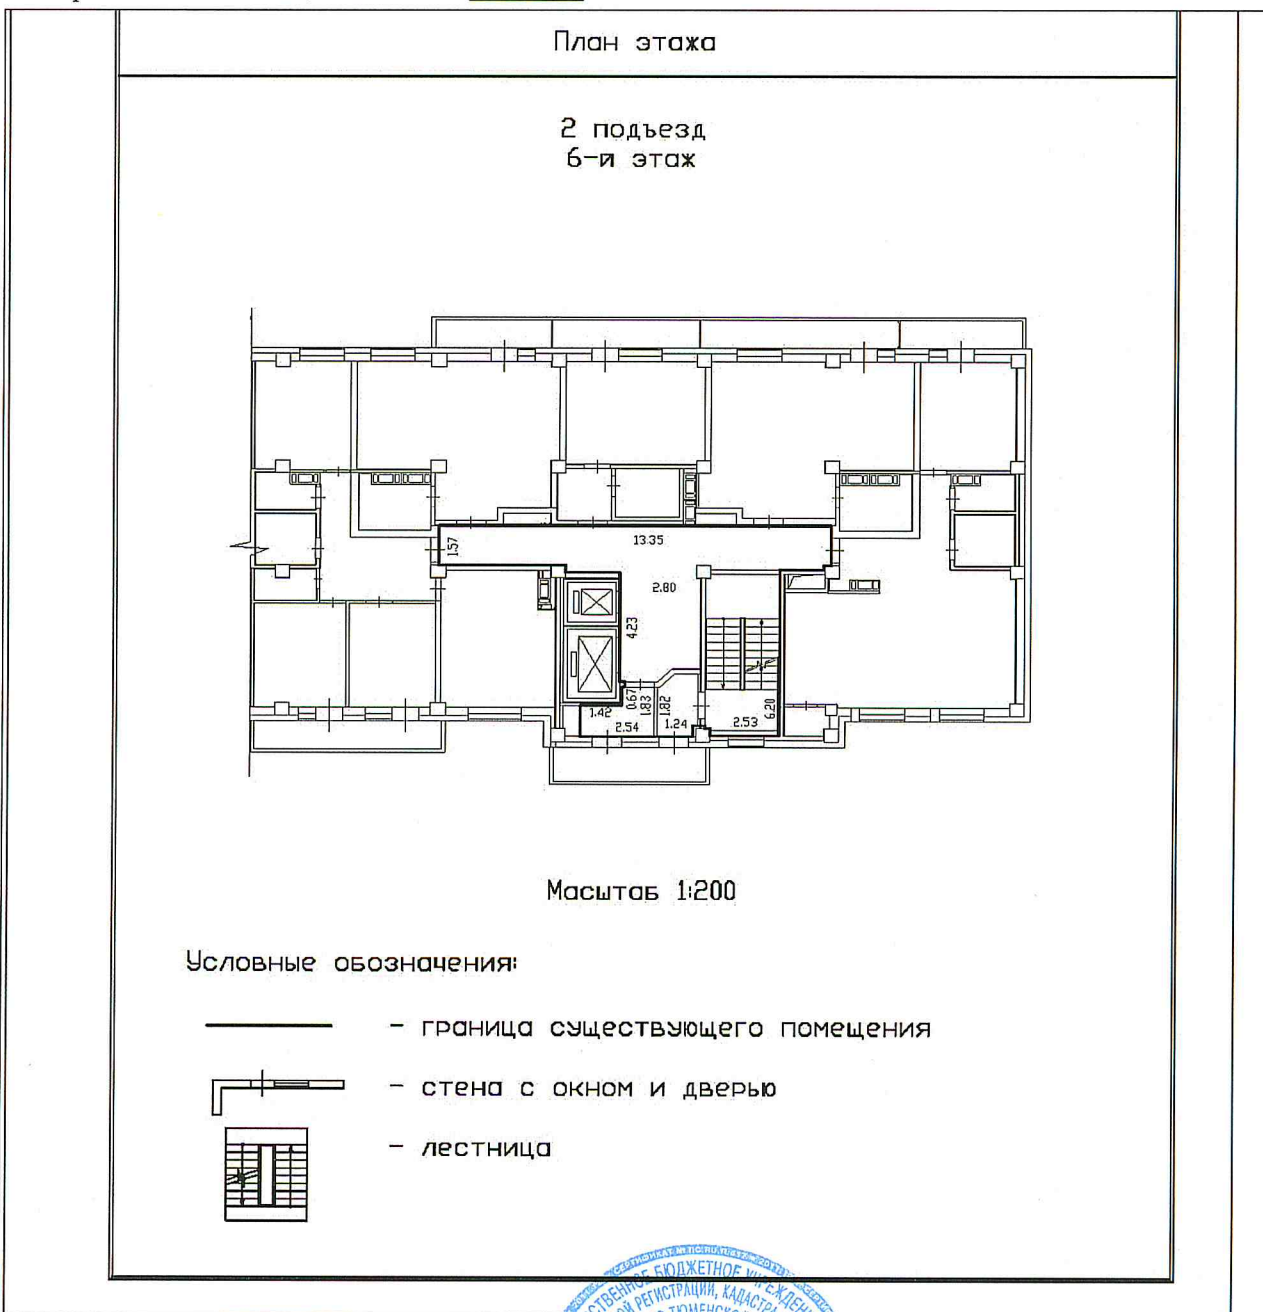 План этажа
2 подъезд
6-и этаж
1.57
13.35
2.80
4.23
0.67
1.83
1.82
1.42
2.54
1.24
2.53
6.20
Масштаб 1:200
Условные обозначения:
- граница существующего помещения
- стена с окном и дверью
- лестница
БЮДЖЕТНОЕ
РЕГИСТРАЦИИ, КАДАСТРА